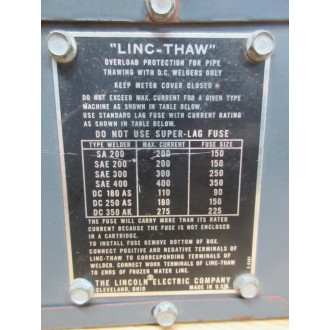 "LINC-THAW"
OVERLOAD PROTECTION FOR PIPE
THAWING WITH D.C. WELDERS ONLY
KEEP METER COVER CLOSED
DO NOT EXCEED MAX. CURRENT FOR A GIVEN TYPE
MACHINE AS SHOWN IN TABLE BELOW.
USE STANDARD LAG FUSE WITH CURRENT RATING
AS SHOWN IN TABLE BELOW.
DO NOT USE SUPER-LAG FUSE
TYPE WELDER MAX. CURRENT FUSE SIZE
SA 200 200 150
SAE 200 200 150
SAE 300 300 250
SAE 400 400 350
DC 180 AS 110 90
DC 250 AS 180 150
DC 350 AK 275 225
THE FUSE WILL CARRY MORE THAN ITS RATED
CURRENT BECAUSE THE FUSE IS NOT ENCLOSED
IN A CARTRIDGE.
TO INSTALL FUSE REMOVE BOTTOM OF BOX.
CONNECT POSITIVE AND NEGATIVE TERMINALS OF
LINC-THAW TO CORRESPONDING TERMINALS OF
WELDER. CONNECT WORK TERMINALS OF LINC-THAW
TO ENDS OF FROZEN WATER LINE.
THE LINCOLN ELECTRIC COMPANY
CLEVELAND, OHIO MADE IN U.S.A.